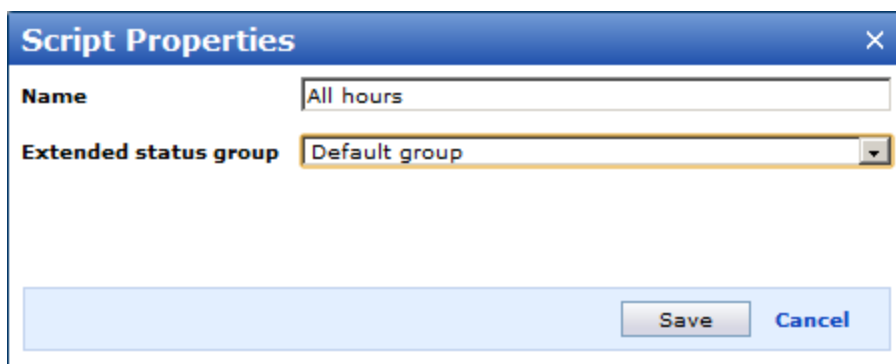 Script Properties
Name All hours
Extended status group Default group
Save Cancel